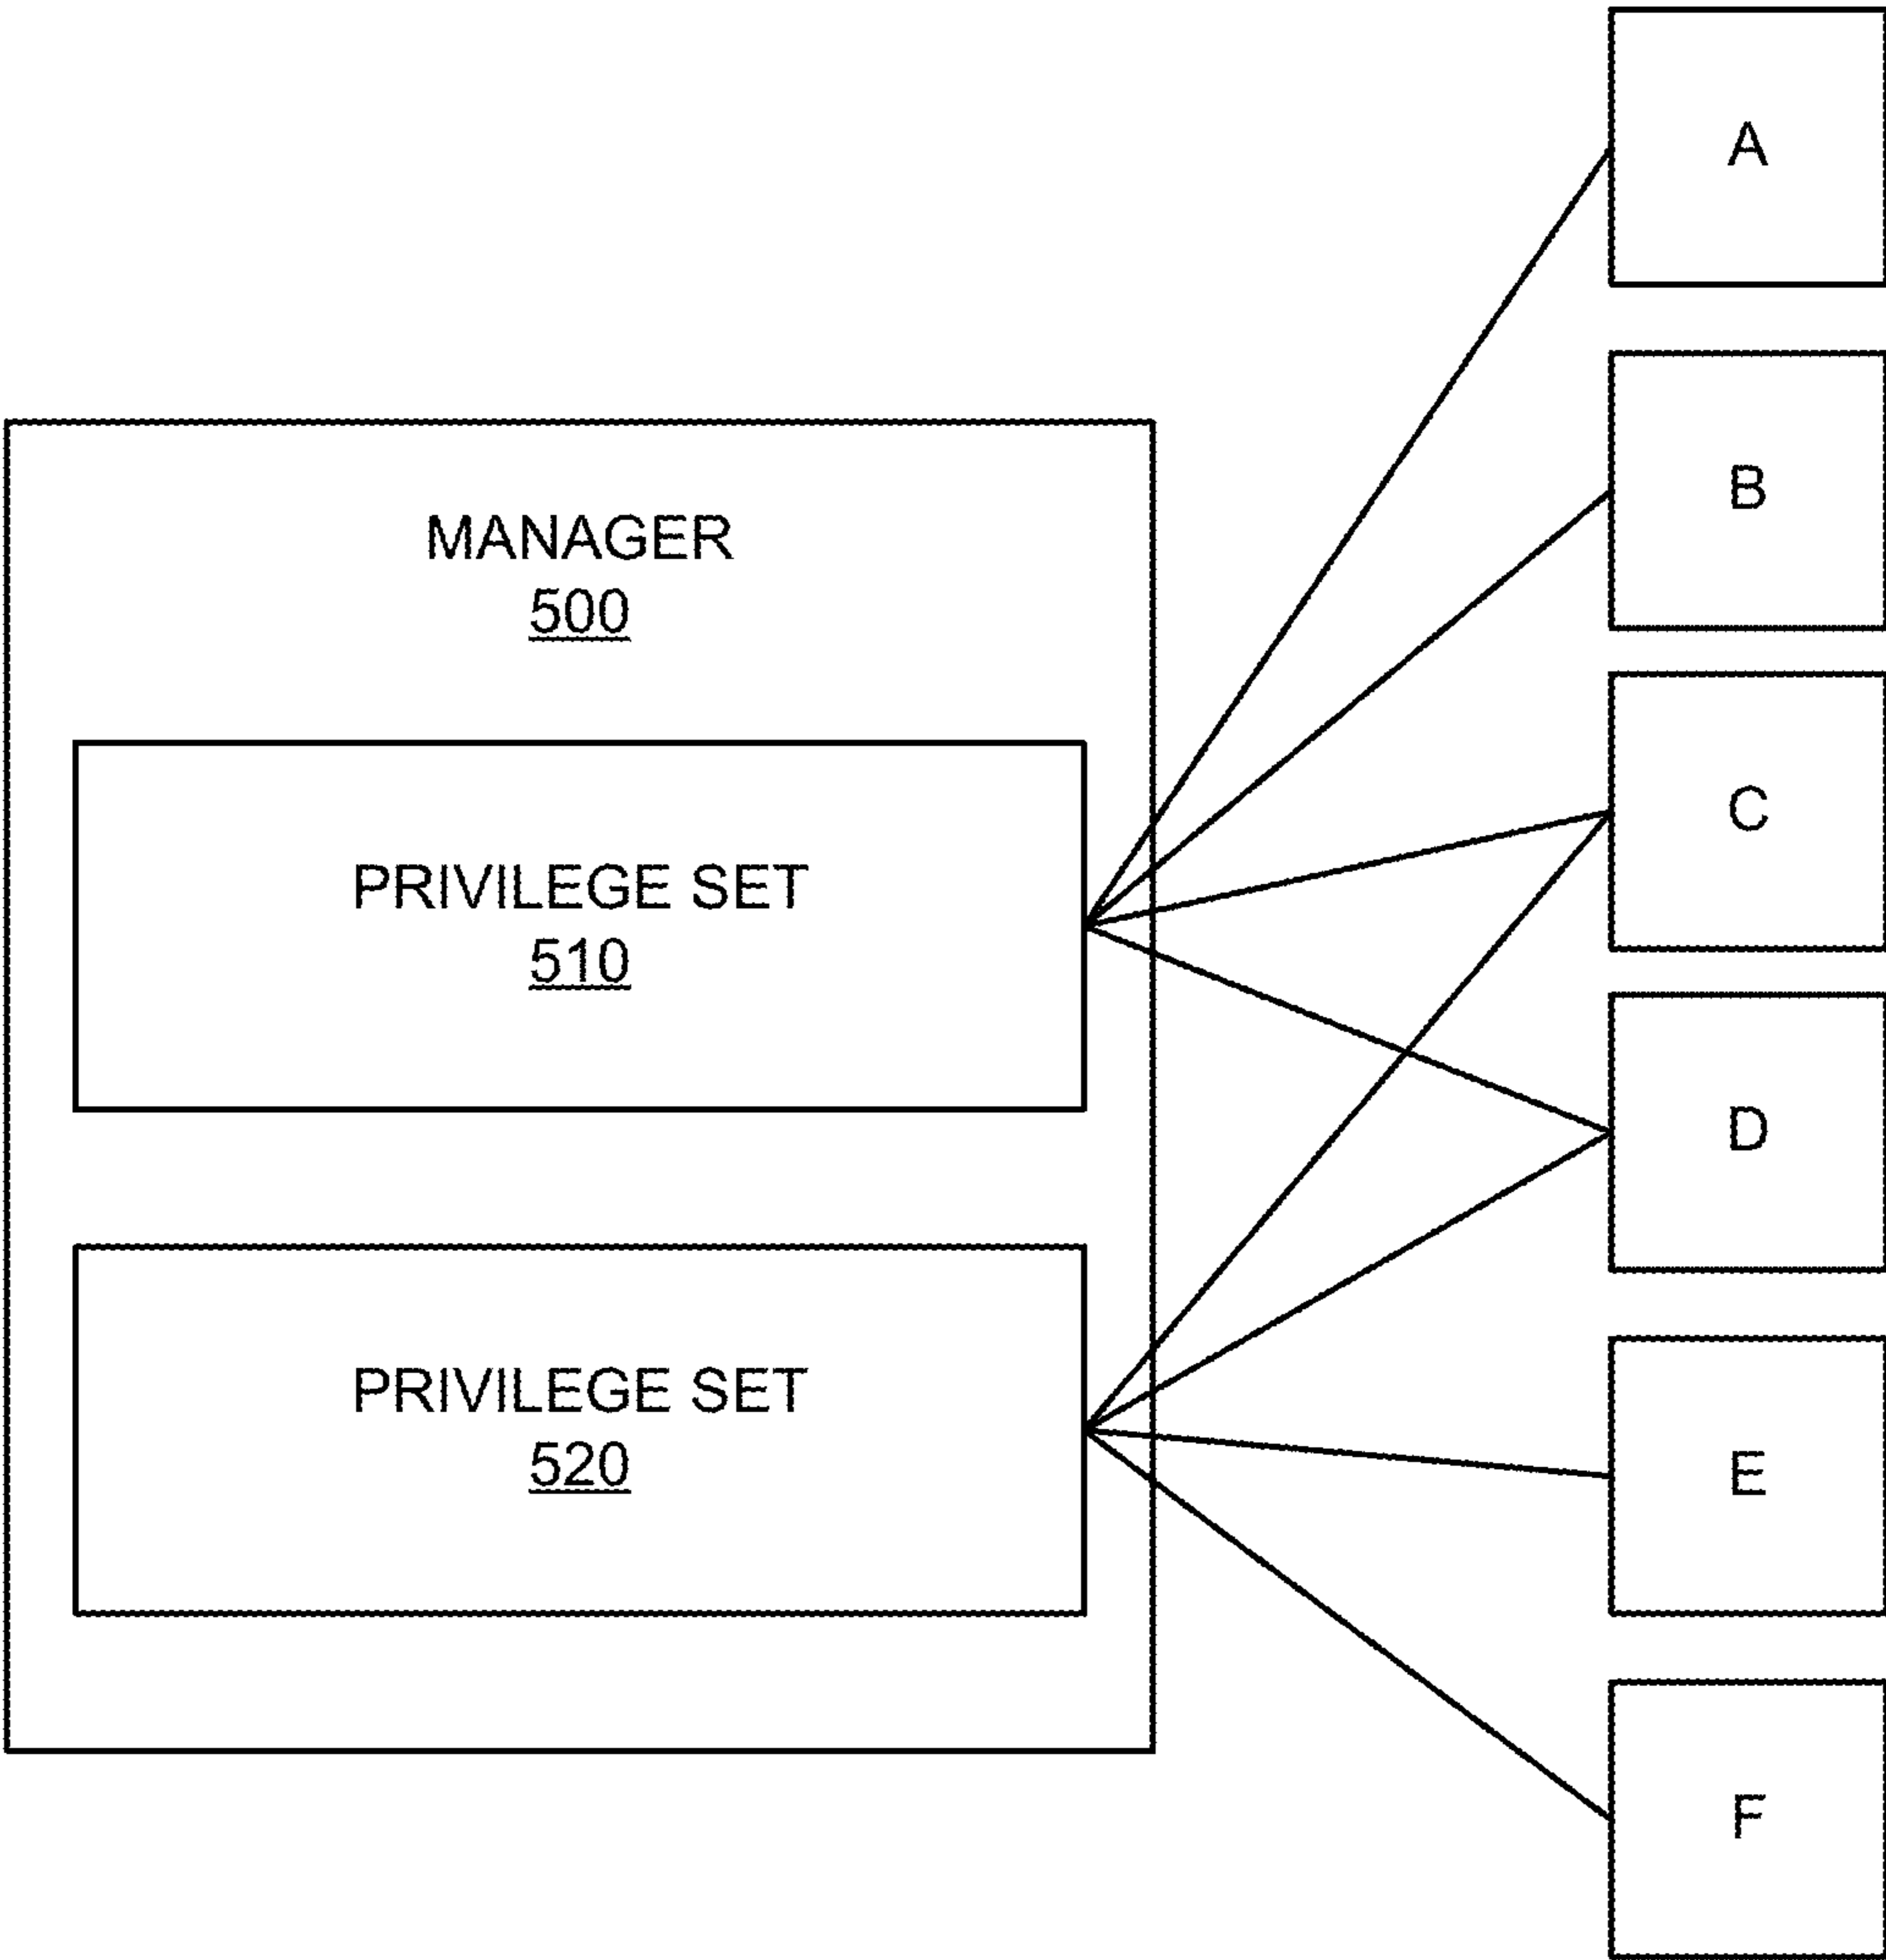 MANAGER
500
PRIVILEGE SET
510
PRIVILEGE SET
520
A
B
C
D
E
F